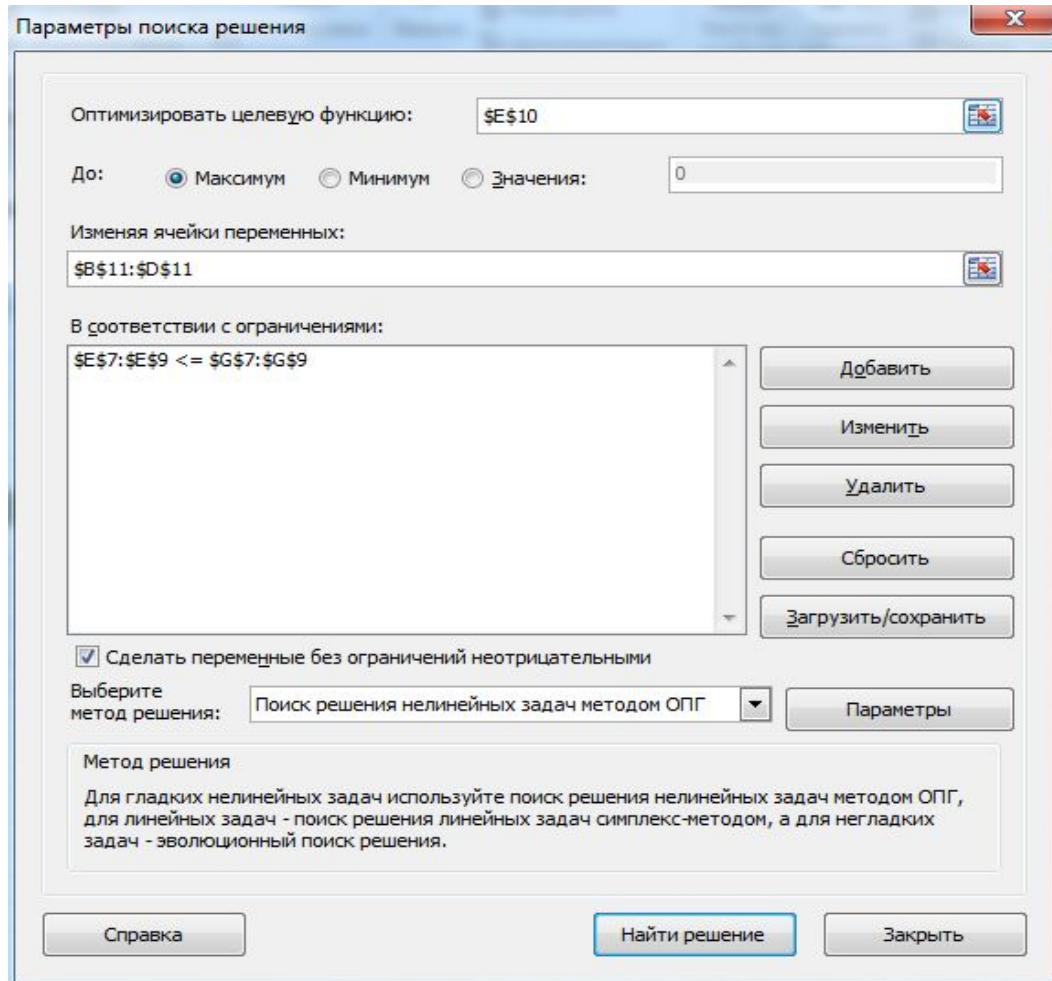 Параметры поиска решения
Оптимизировать целевую функцию: $E$10
До: Максимум Минимум Значения: 0
Изменяя ячейки переменных:
$B$11:$D$11
В соответствии с ограничениями:
$E$7:$E$9 <= $G$7:$G$9
Добавить
Изменить
Удалить
Сбросить
Загрузить/сохранить
Сделать переменные без ограничений неотрицательными
Выберите
метод решения: Поиск решения нелинейных задач методом ОПГ Параметры
Метод решения
Для гладких нелинейных задач используйте поиск решения нелинейных задач методом ОПГ,
для линейных задач - поиск решения линейных задач симплекс-методом, а для негладких
задач - эволюционный поиск решения.
Справка Найти решение Закрыть